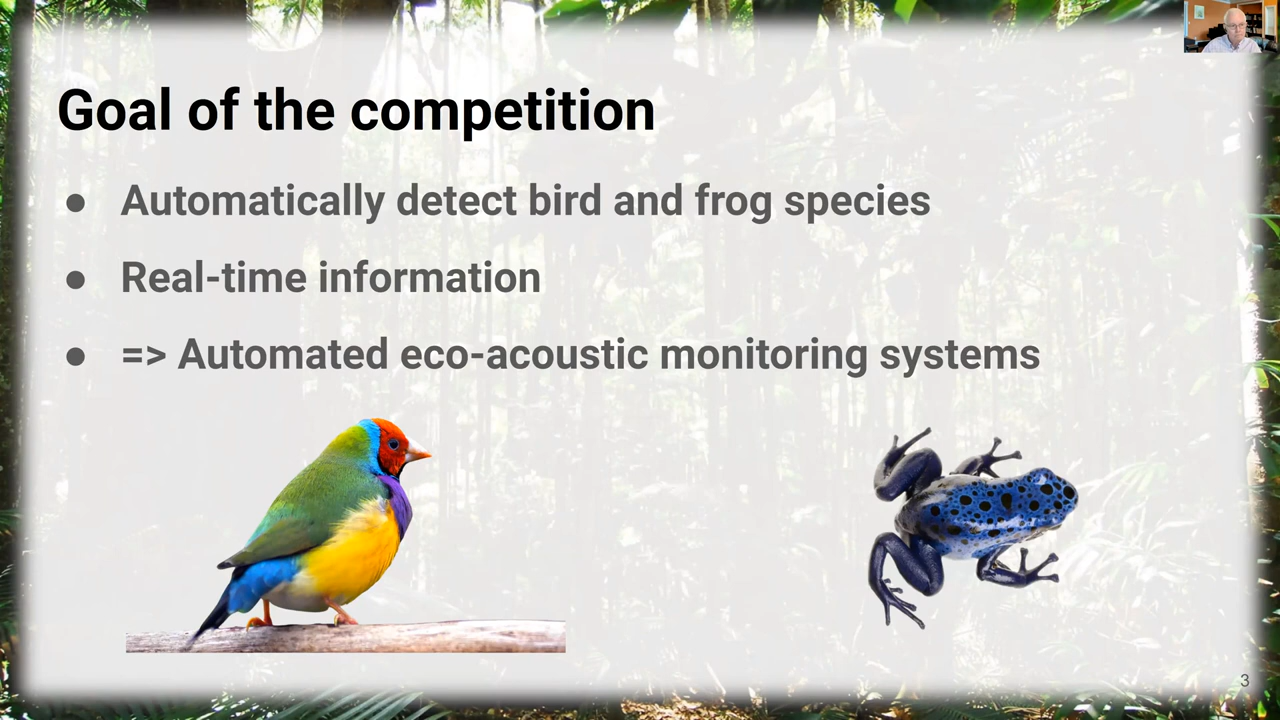 Goal of the competition
● Automatically detect bird and frog species
● Real-time information
● => Automated eco-acoustic monitoring systems
3